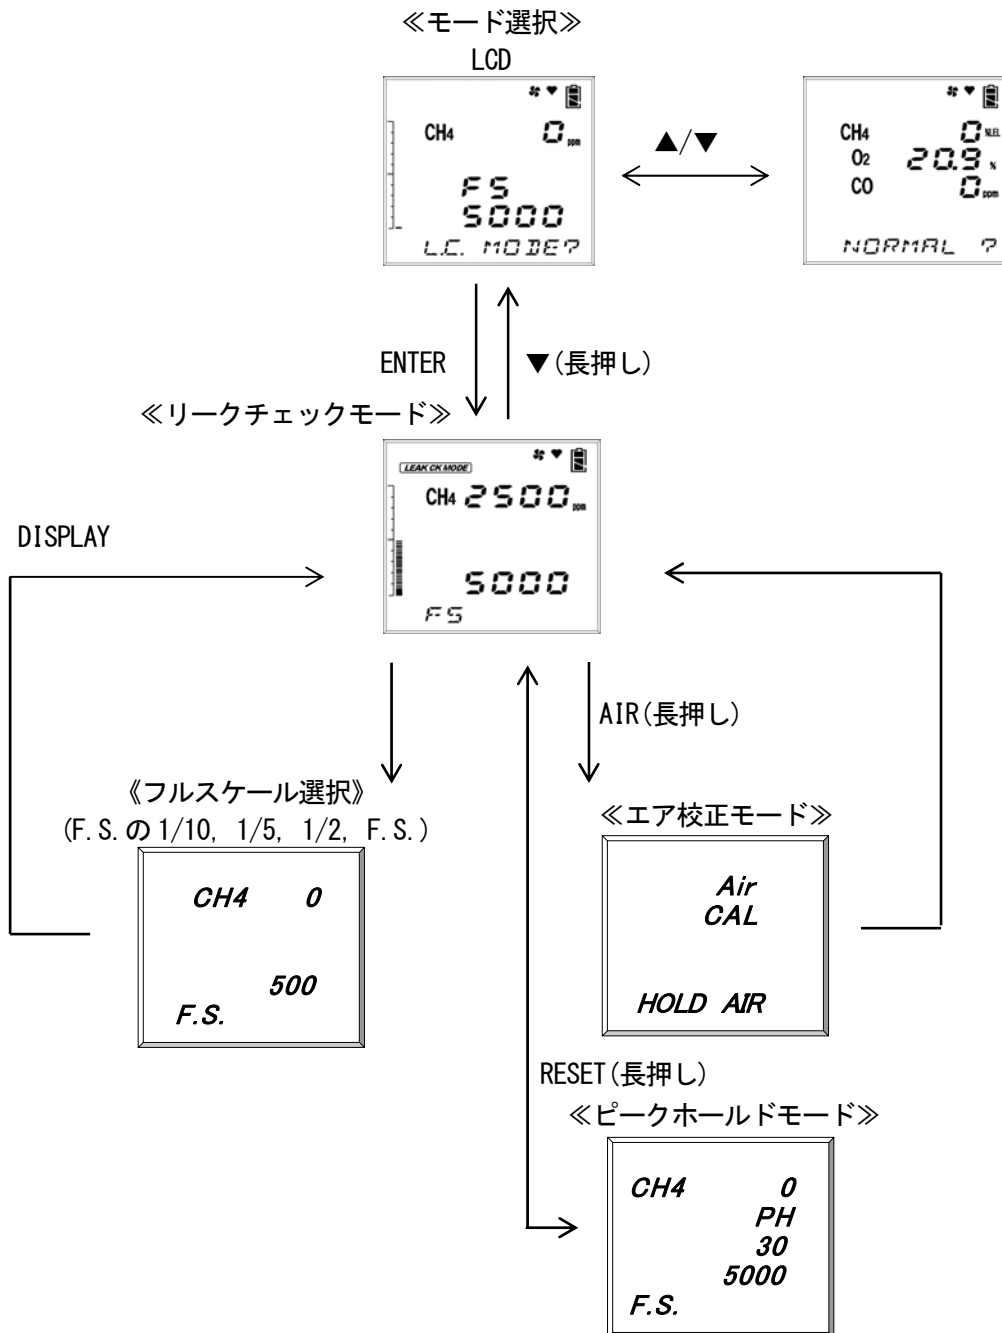 ≪モード選択≫
LCD
CH4 0 ppm
FS
5000
L.C. MODE?
▲/▼
CH4 0 %LEL
O2 20.9 %
CO 0 ppm
NORMAL ?
ENTER
▼(長押し)
≪リークチェックモード≫
LEAK CK MODE
CH4 2500 ppm
5000
FS
DISPLAY
AIR(長押し)
《フルスケール選択》
(F.S.の1/10, 1/5, 1/2, F.S.)
CH4 0
500
F.S.
≪エア校正モード≫
Air
CAL
HOLD AIR
RESET(長押し)
≪ピークホールドモード≫
CH4 0
PH
30
5000
F.S.